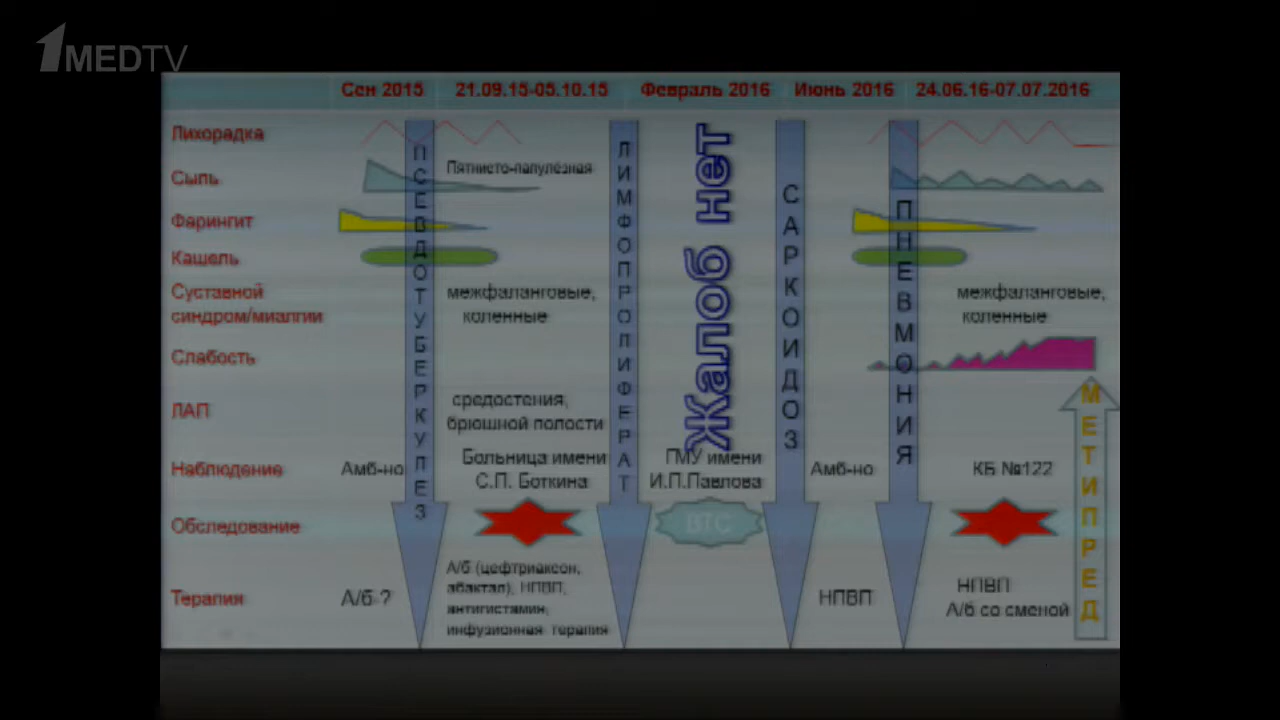 1MEDTV
Сен 2015 21.09.15-05.10.15 Февраль 2016 Июнь 2016 24.06.16-07.07.2016
Лихорадка
Сыпь Пятнисто-папулёзная
Фарингит
Кашель
Суставной межфаланговые, межфаланговые,
синдром/миалгии коленные коленные
Слабость
ЛАП средостения,
брюшной полости
Наблюдение Амб-но Больница имени ГМУ имени Амб-но КБ №122
С.П. Боткина И.П.Павлова
Обследование ВТС
Терапия А/б ? А/б (цефтриаксон, НПВП НПВП
абактал), НПВП, А/б со сменой
антигистамин,
инфузионная терапия
ПСЕВДОТУБЕРКУЛЕЗ
ЛИМФОПРОЛИФЕРАТ
Жалоб нет
САРКОИДОЗ
ПНЕВМОНИЯ
МЕТИПРЕД